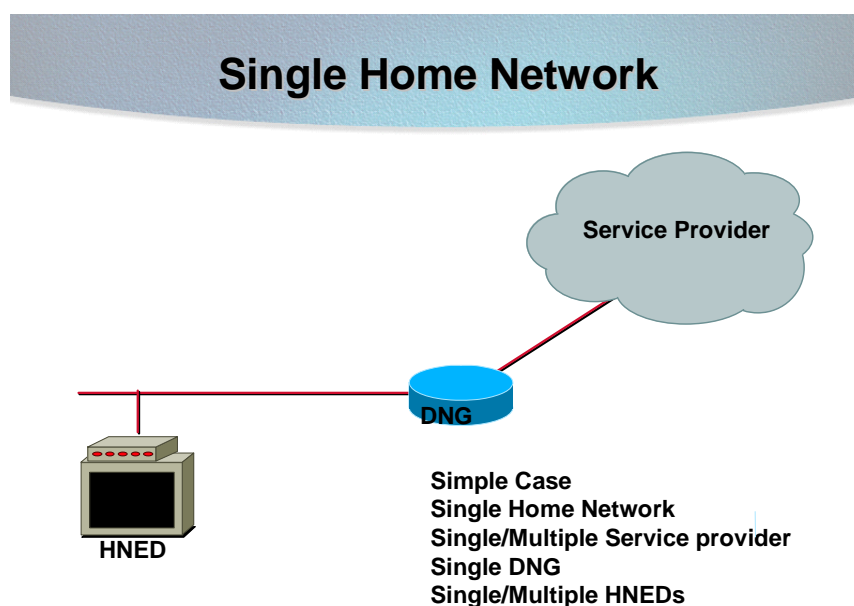 Single Home Network
Service Provider
DNG
HNED
Simple Case
Single Home Network
Single/Multiple Service provider
Single DNG
Single/Multiple HNEDs